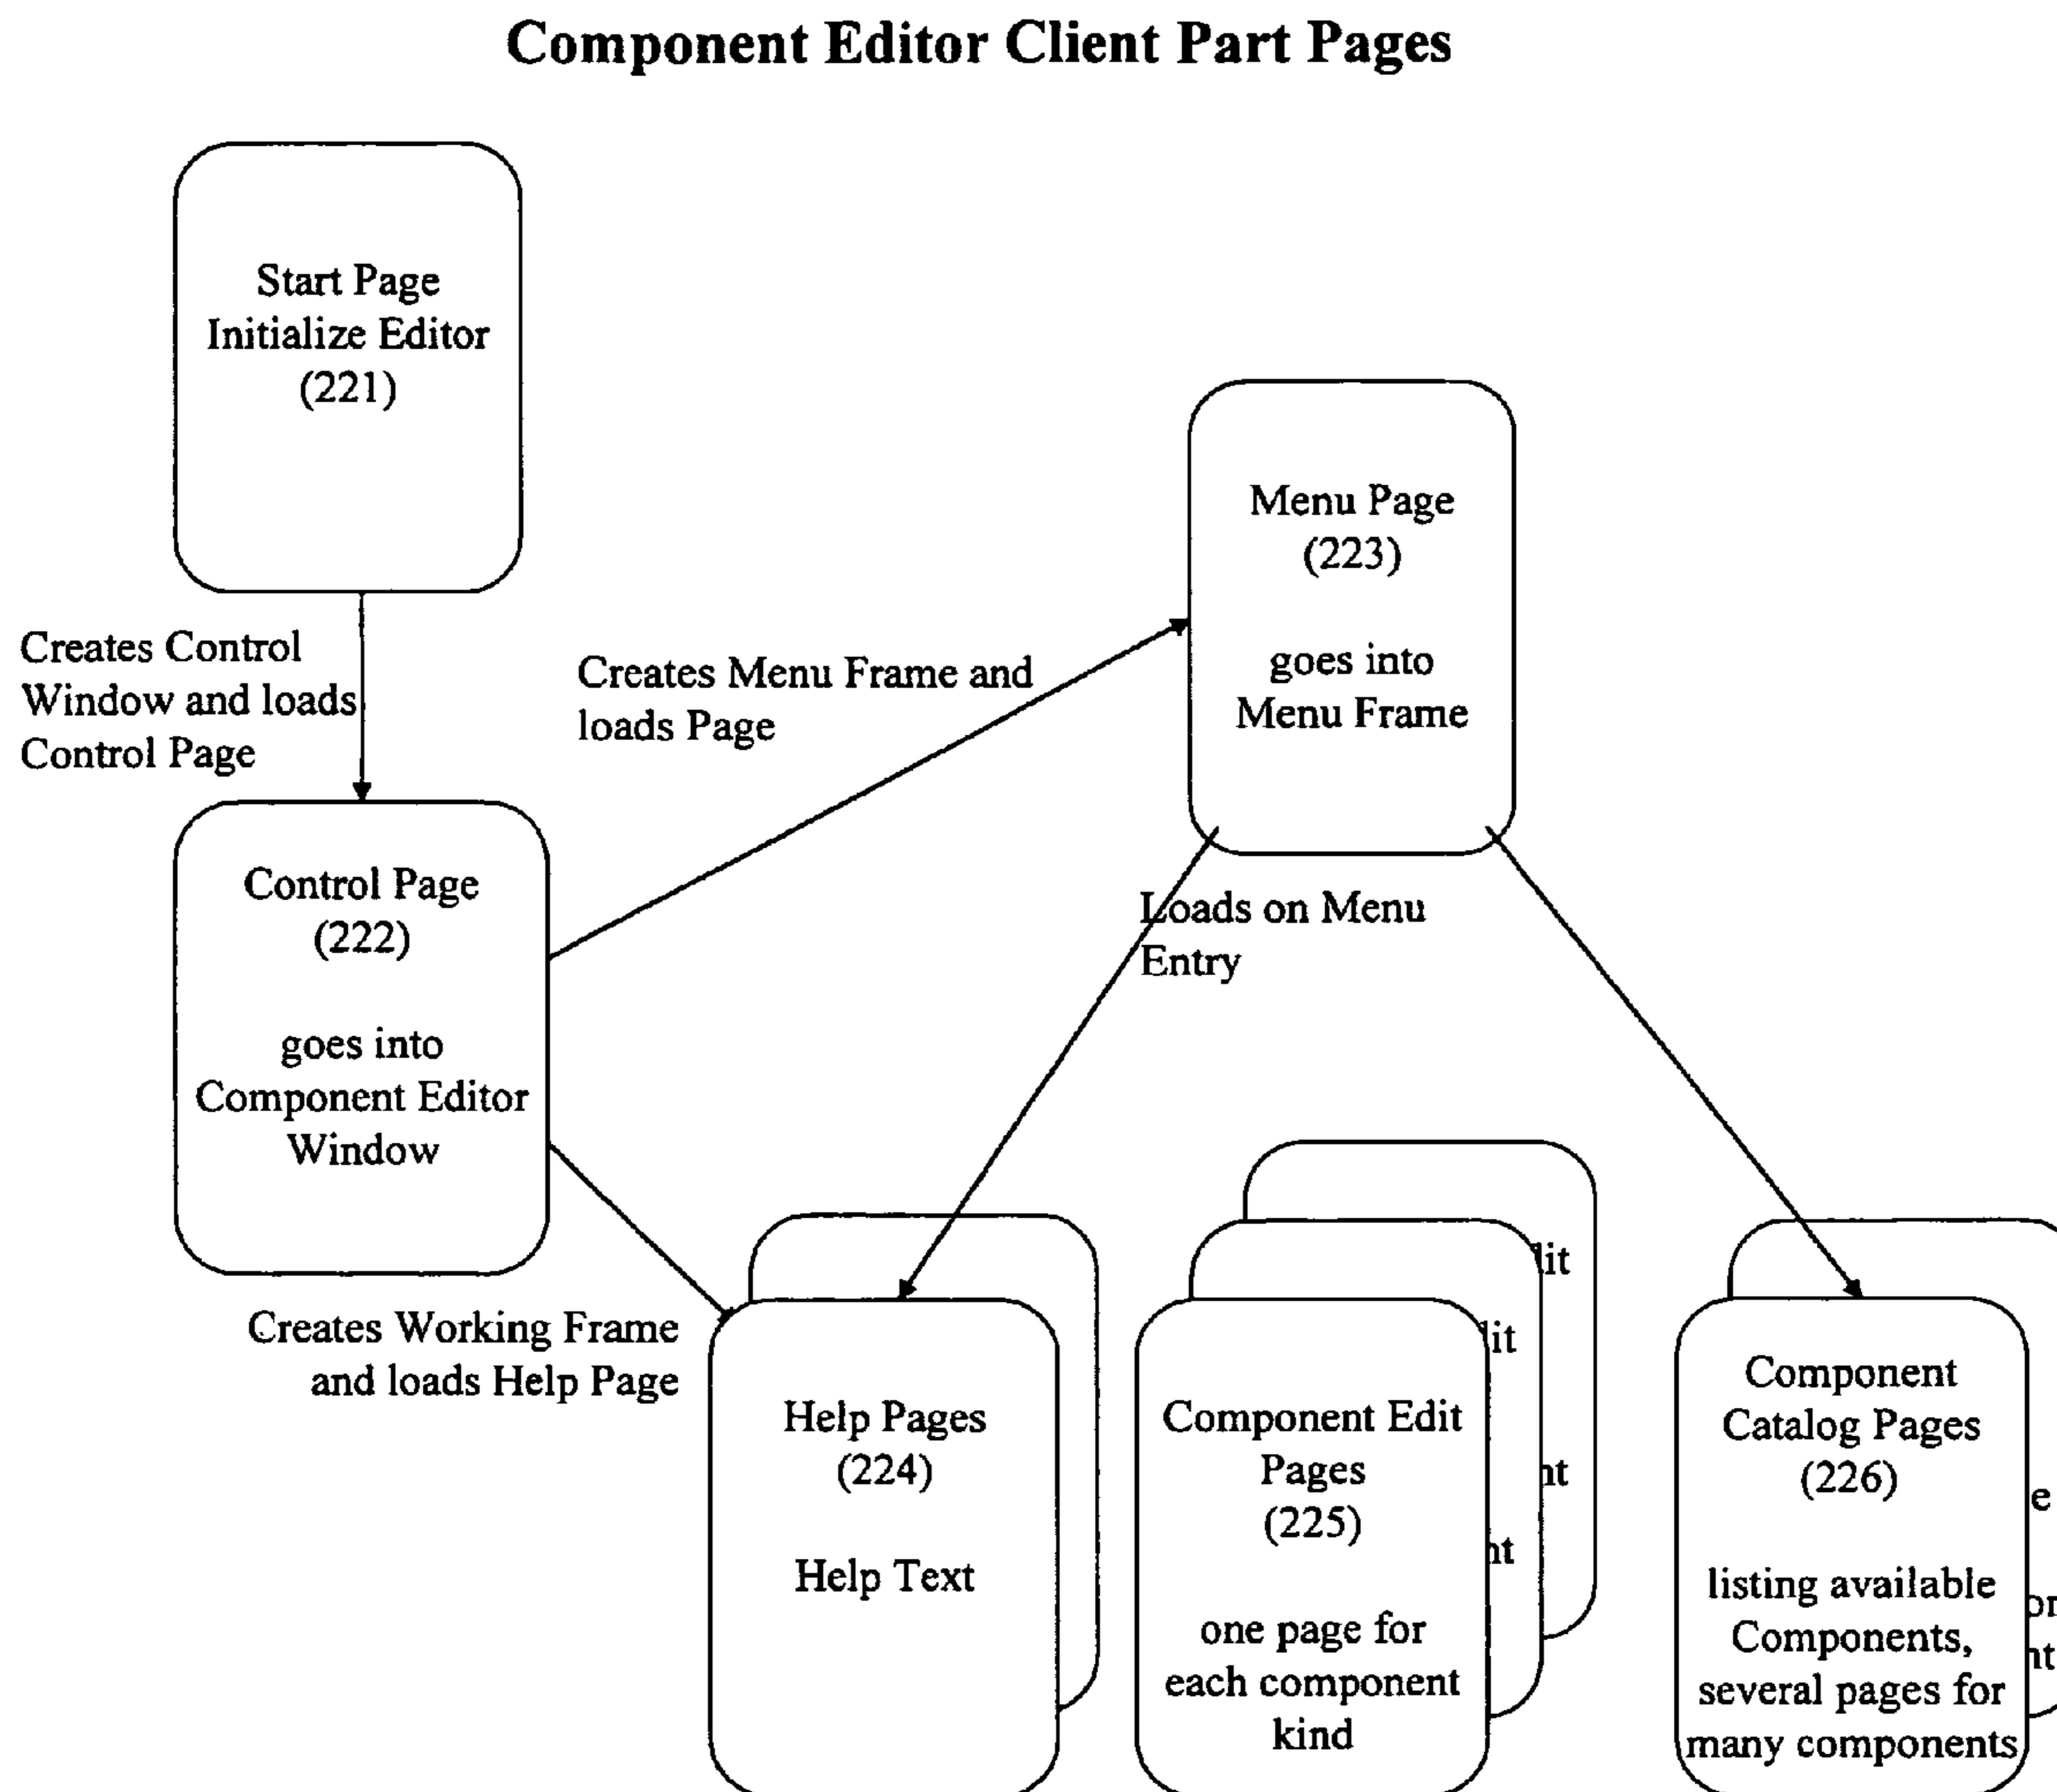 Component Editor Client Part Pages
Start Page
Initialize Editor
(221)
Creates Control
Window and loads
Control Page
Creates Menu Frame and
loads Page
Menu Page
(223)
goes into
Menu Frame
Control Page
(222)
goes into
Component Editor
Window
Loads on Menu
Entry
Creates Working Frame
and loads Help Page
Help Pages
(224)
Help Text
Component Edit
Pages
(225)
one page for
each component
kind
Component
Catalog Pages
(226)
listing available
Components,
several pages for
many components